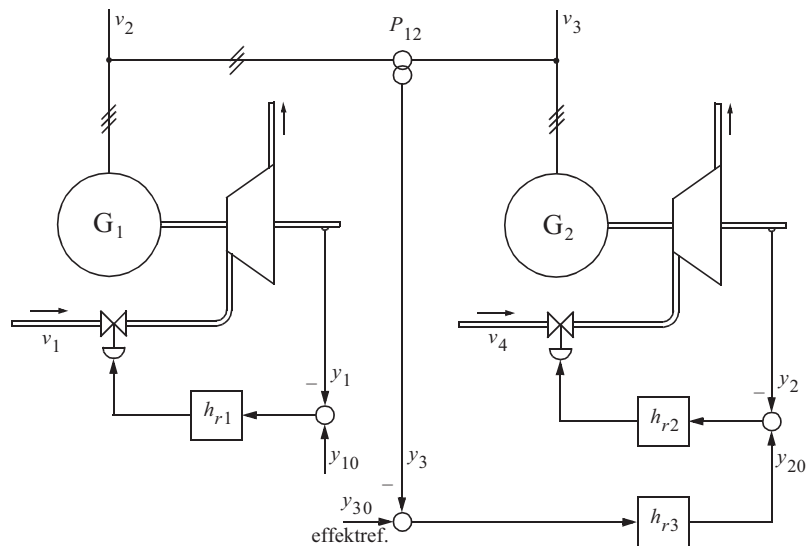 v2
P12
v3
G1
G2
v1
v4
y1
y2
hr1
hr2
y10
y3
y20
y30
hr3
effektref.